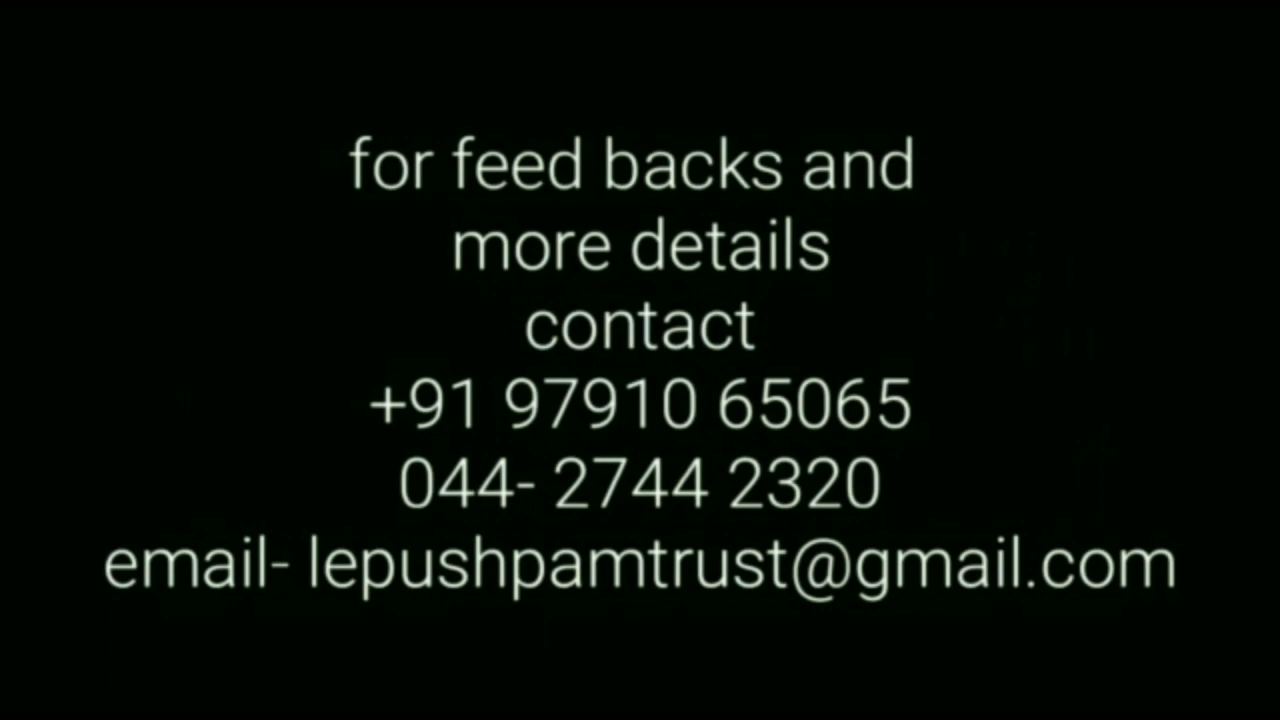 for feed backs and
more details
contact
+91 97910 65065
044- 2744 2320
email- lepushpamtrust@gmail.com